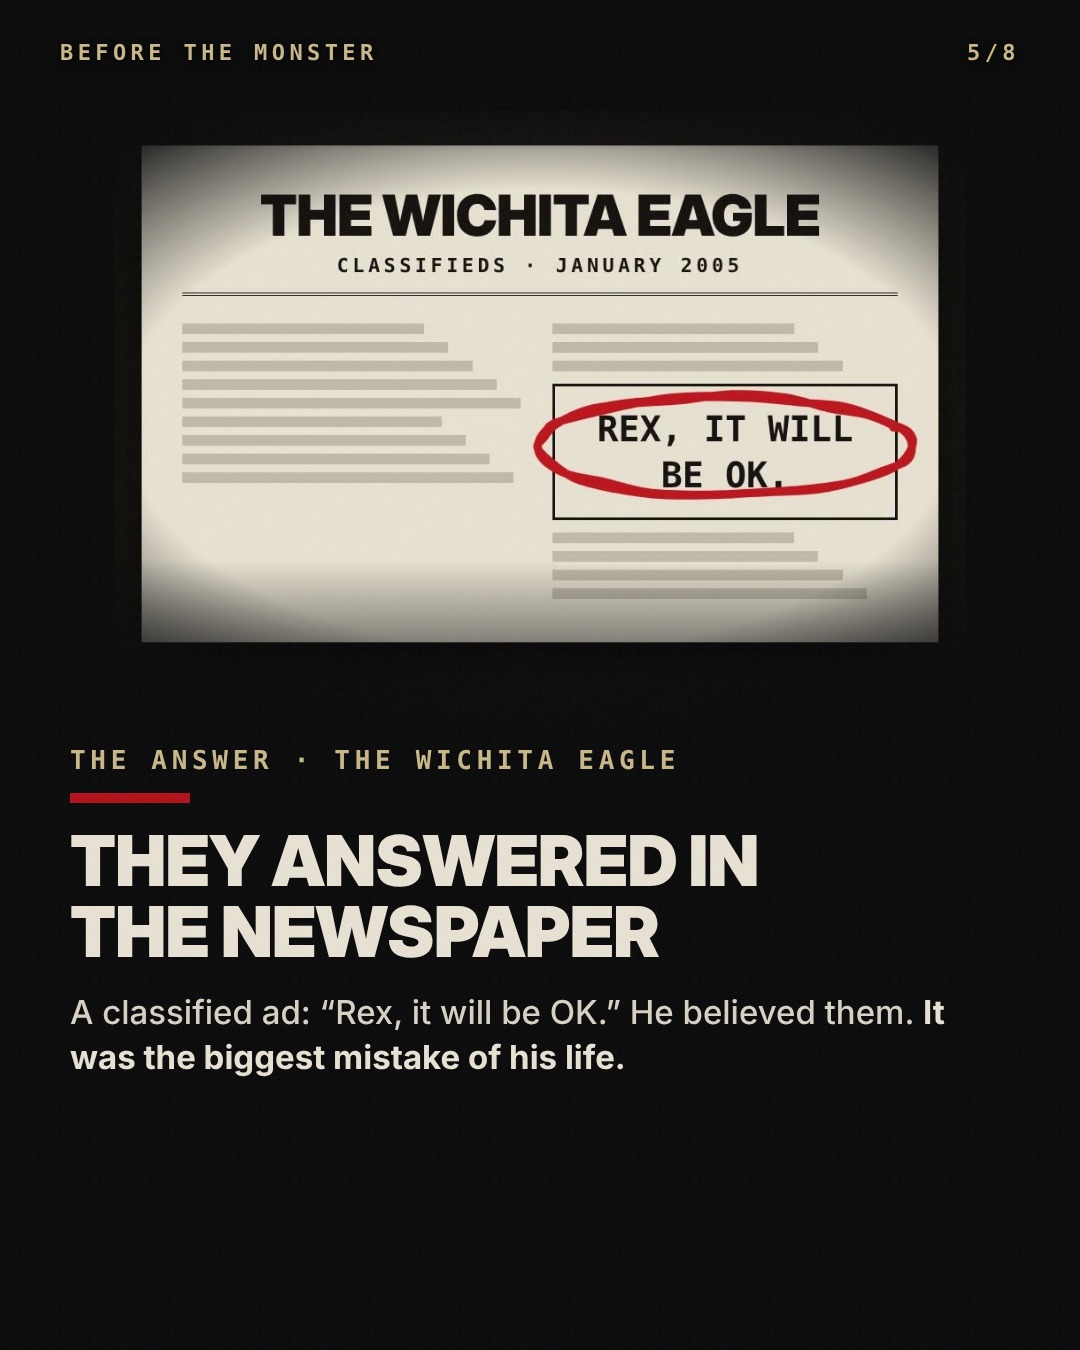 BEFORE THE MONSTER
5/8
THE WICHITA EAGLE
CLASSIFIEDS · JANUARY 2005
REX, IT WILL
BE OK.
THE ANSWER · THE WICHITA EAGLE
THEY ANSWERED IN
THE NEWSPAPER
A classified ad: “Rex, it will be OK.” He believed them. It
was the biggest mistake of his life.